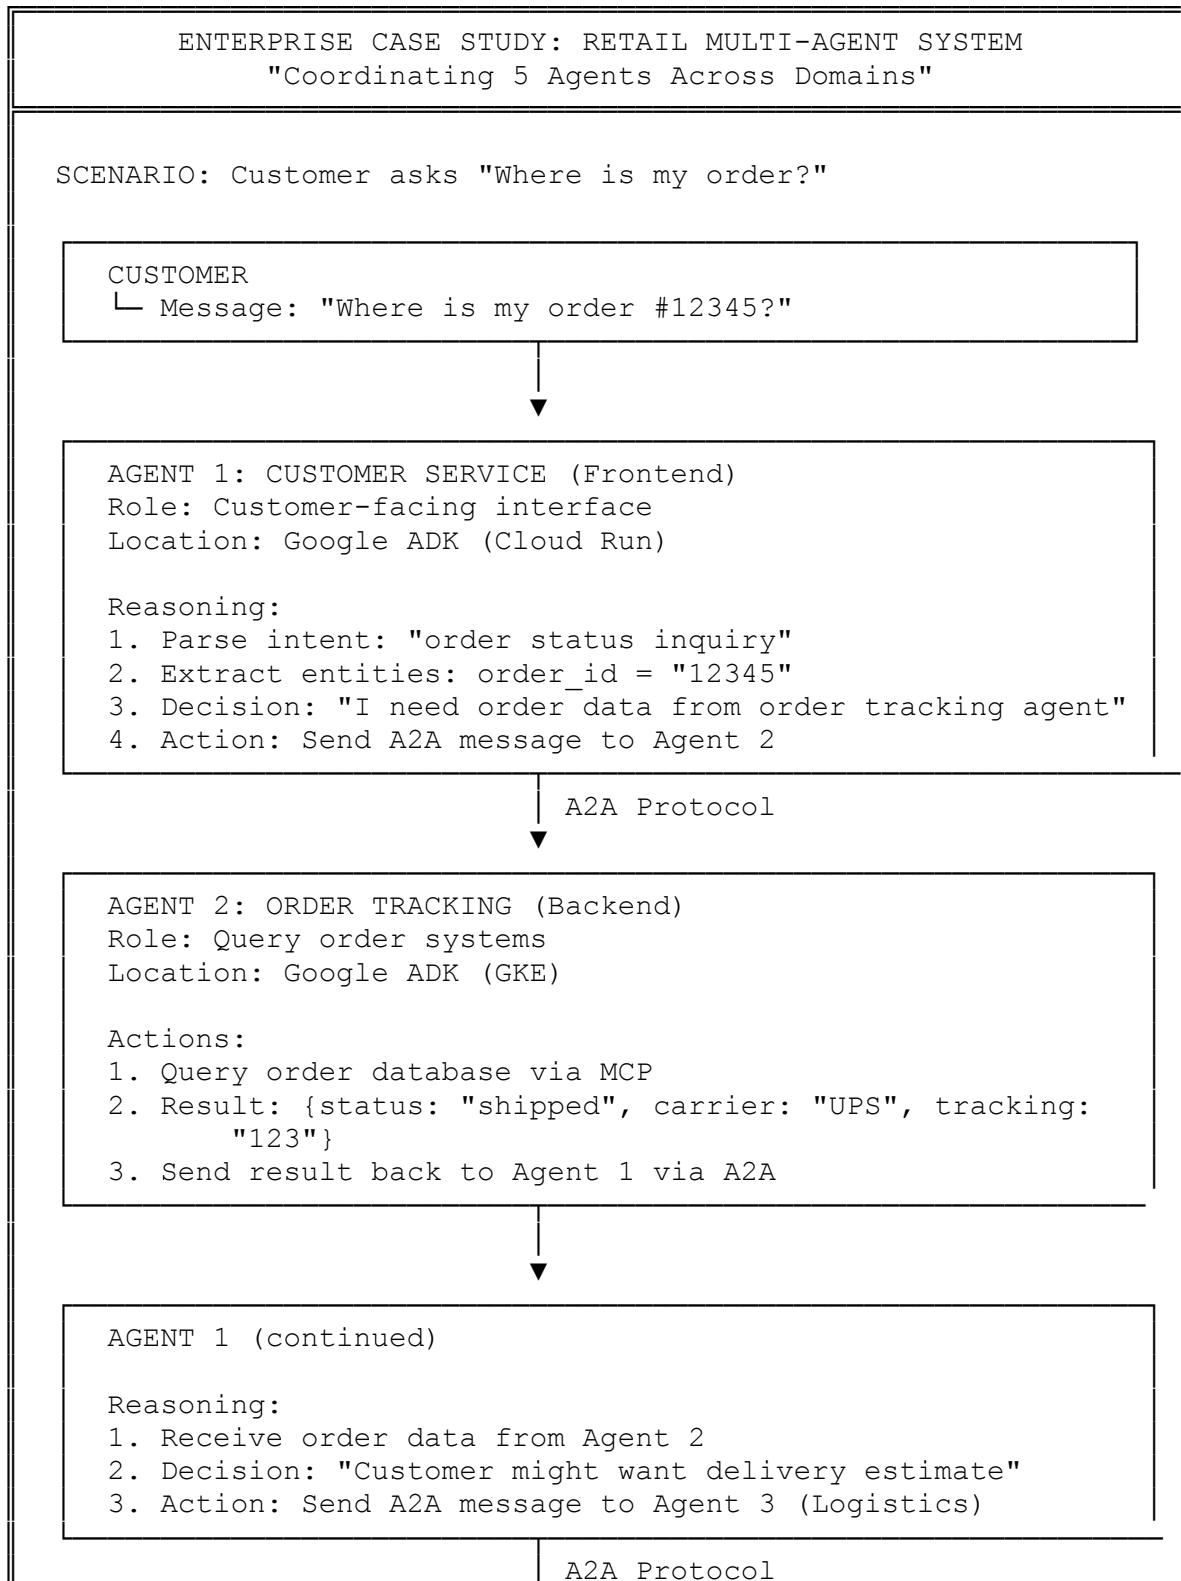 ENTERPRISE CASE STUDY: RETAIL MULTI-AGENT SYSTEM
"Coordinating 5 Agents Across Domains"
SCENARIO: Customer asks "Where is my order?"
CUSTOMER
└─ Message: "Where is my order #12345?"
AGENT 1: CUSTOMER SERVICE (Frontend)
Role: Customer-facing interface
Location: Google ADK (Cloud Run)
Reasoning:
1. Parse intent: "order status inquiry"
2. Extract entities: order_id = "12345"
3. Decision: "I need order data from order tracking agent"
4. Action: Send A2A message to Agent 2
A2A Protocol
AGENT 2: ORDER TRACKING (Backend)
Role: Query order systems
Location: Google ADK (GKE)
Actions:
1. Query order database via MCP
2. Result: {status: "shipped", carrier: "UPS", tracking:
"123"}
3. Send result back to Agent 1 via A2A
AGENT 1 (continued)
Reasoning:
1. Receive order data from Agent 2
2. Decision: "Customer might want delivery estimate"
3. Action: Send A2A message to Agent 3 (Logistics)
A2A Protocol